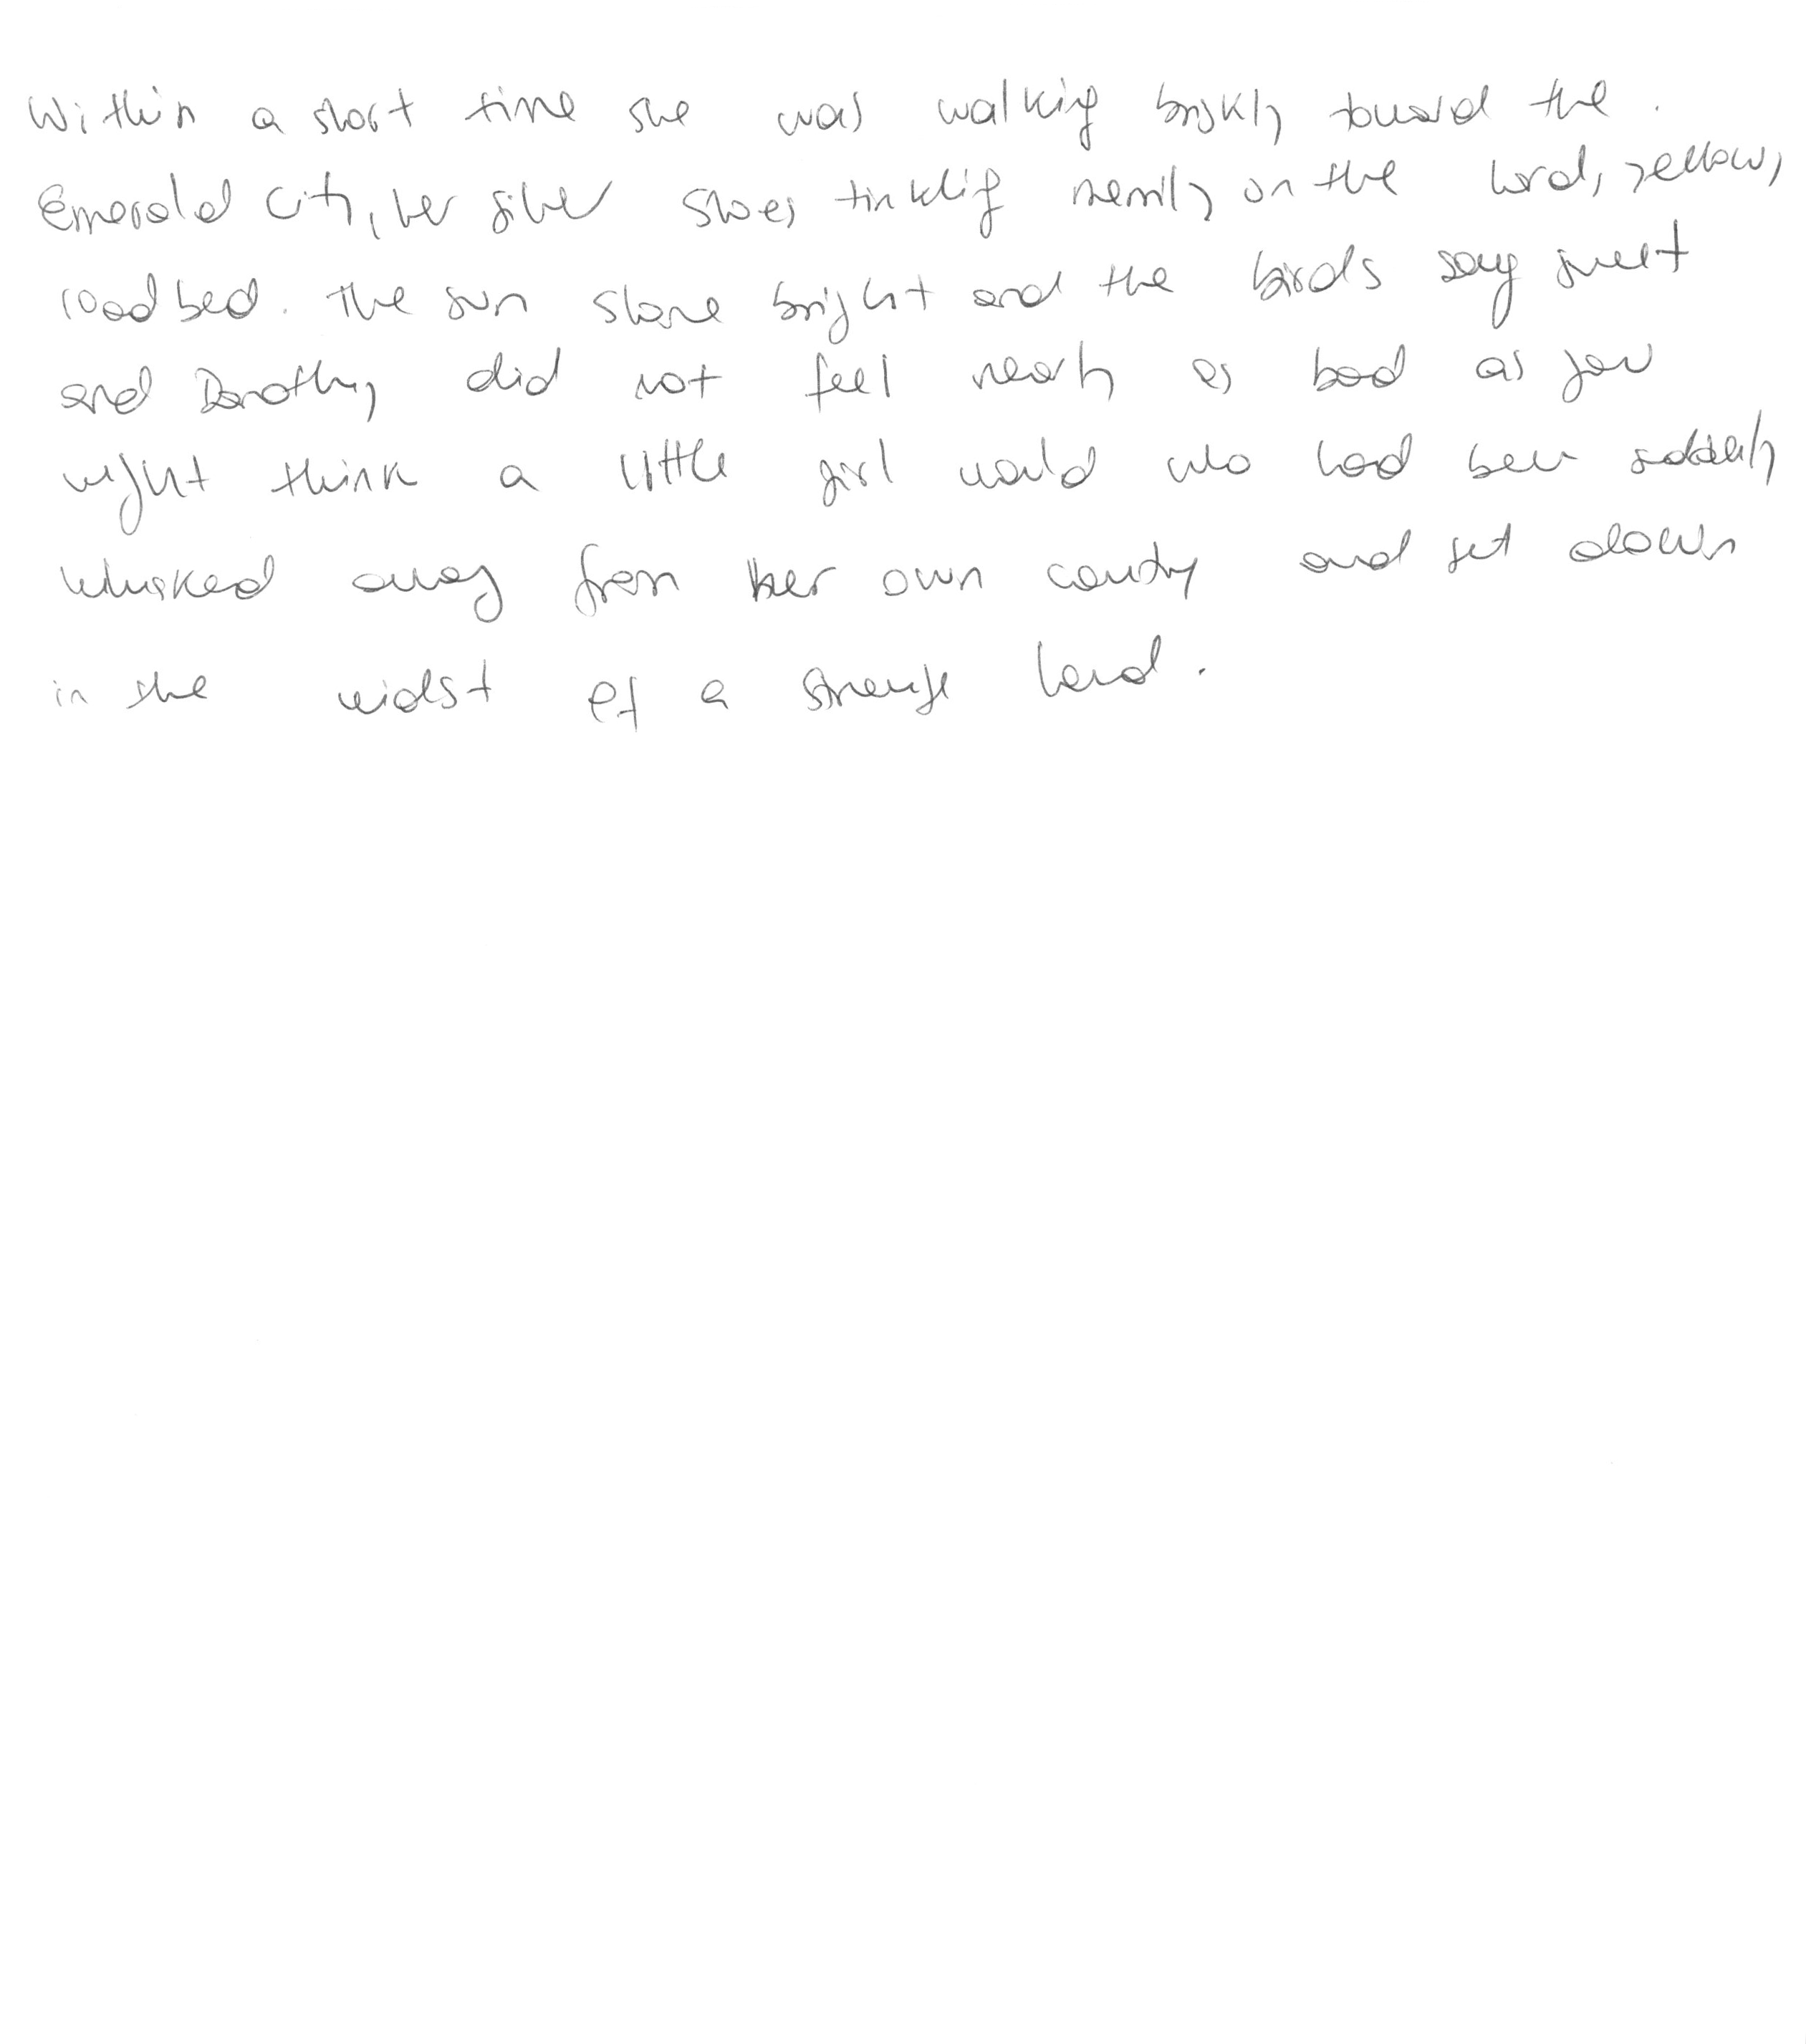 Within a short time she was walking briskly toward the
Emerald City, her silver shoes tinkling merrily on the hard, yellow,
roadbed. The sun shone bright and the birds sang sweet
and Dorothy did not feel nearly as bad as you
might think a little girl would who had been suddenly
whisked away from her own country and set down
in the midst of a strange land.